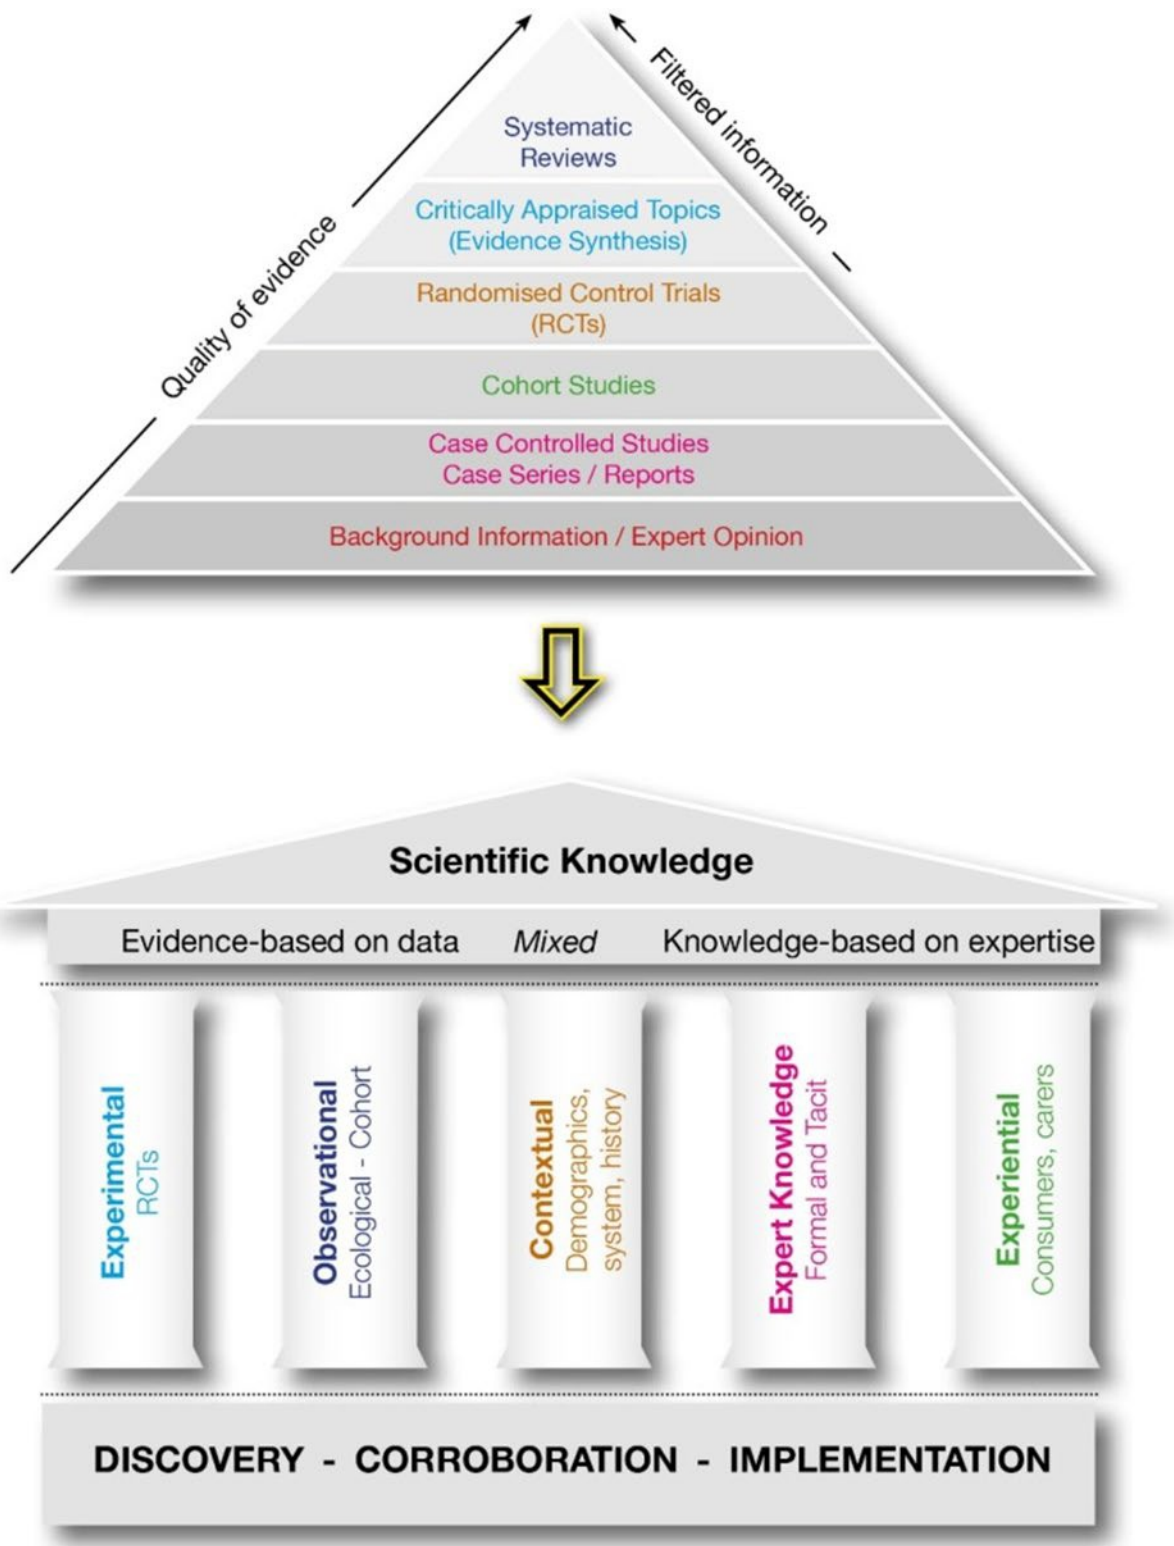 Filtered information
Quality of evidence
Systematic
Reviews
Critically Appraised Topics
(Evidence Synthesis)
Randomised Control Trials
(RCTs)
Cohort Studies
Case Controlled Studies
Case Series / Reports
Background Information / Expert Opinion
Scientific Knowledge
Evidence-based on data Mixed Knowledge-based on expertise
Experimental
RCTs
Observational
Ecological - Cohort
Contextual
Demographics,
system, history
Expert Knowledge
Formal and Tacit
Experiential
Consumers, carers
DISCOVERY - CORROBORATION - IMPLEMENTATION